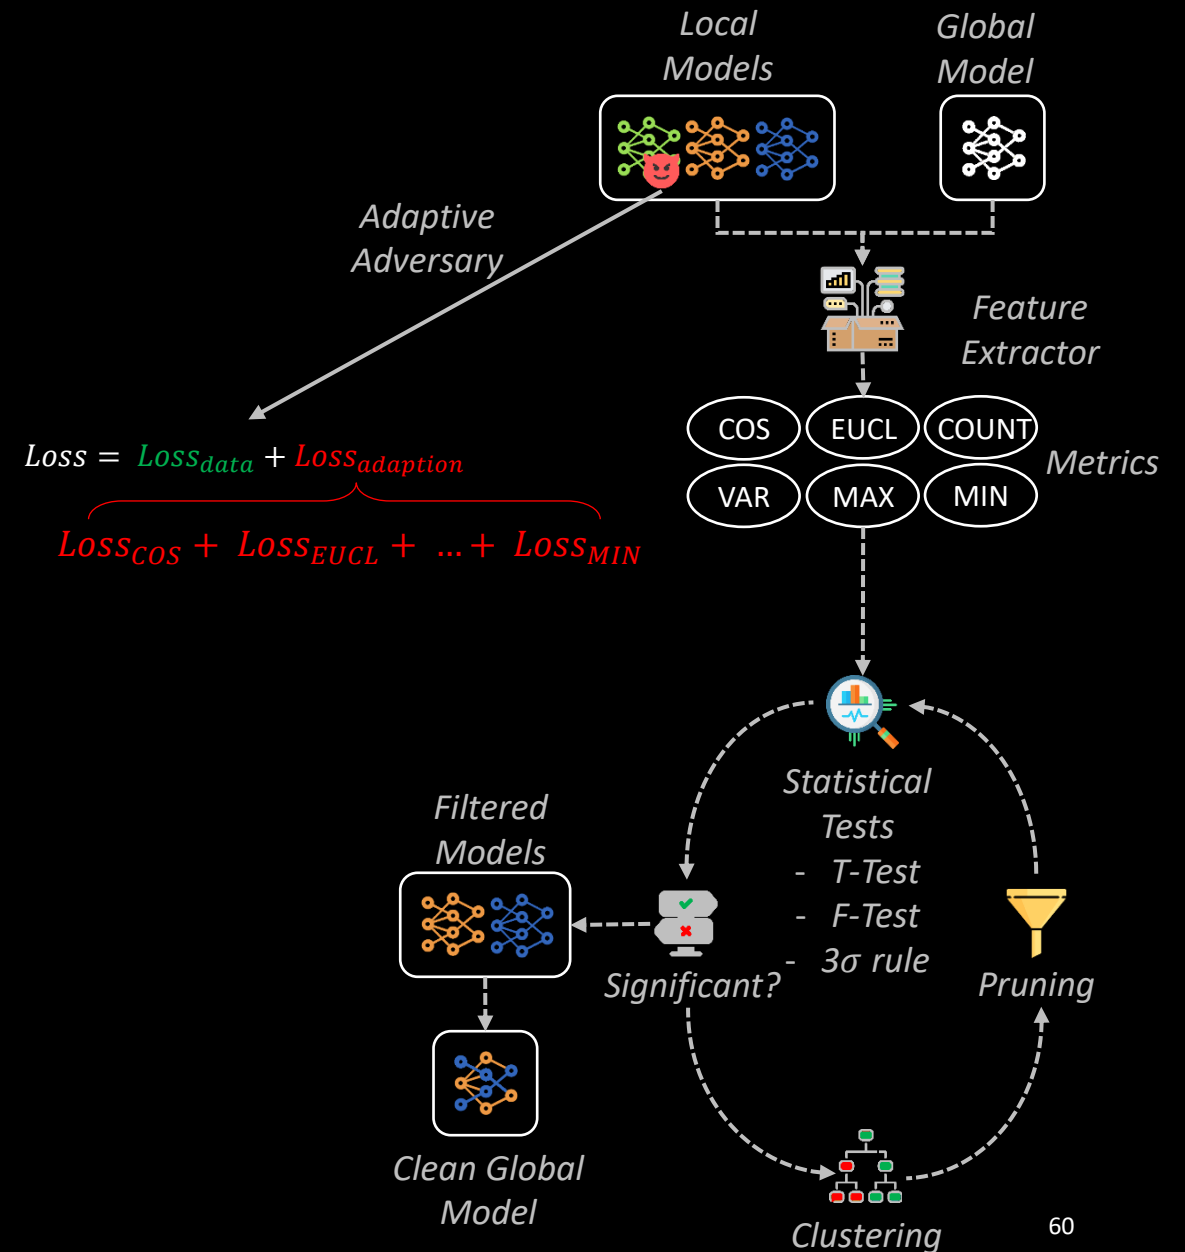 Local
Models
Global
Model
Adaptive
Adversary
Feature
Extractor
COS EUCL COUNT
VAR MAX MIN
Metrics
Loss = Loss_data + Loss_adaption
Loss_COS + Loss_EUCL + ... + Loss_MIN
Statistical
Tests
- T-Test
- F-Test
- 3σ rule
Filtered
Models
Significant?
Pruning
Clean Global
Model
Clustering
60